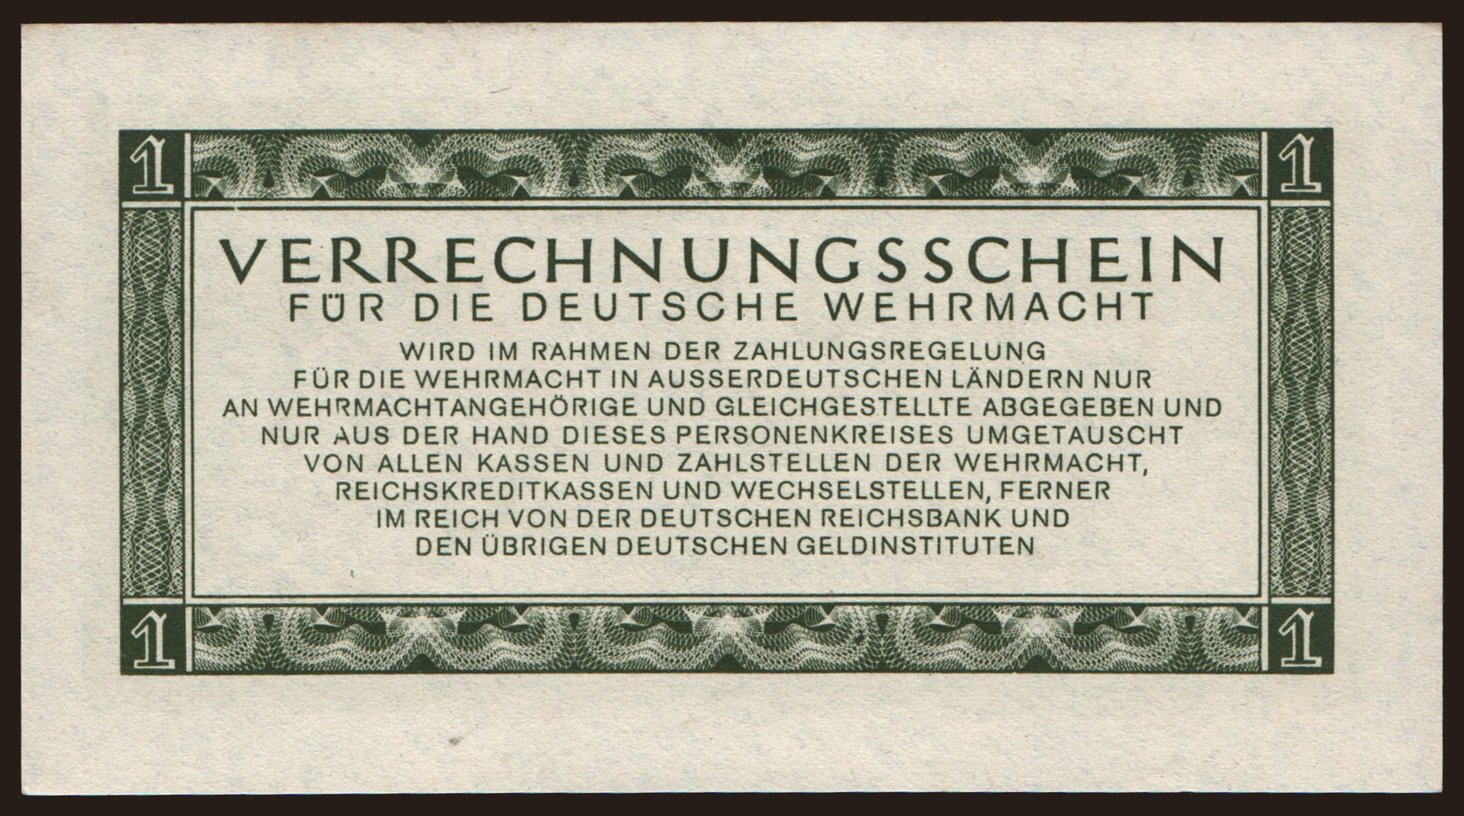 1 1
VERRECHNUNGSSCHEIN
FÜR DIE DEUTSCHE WEHRMACHT
WIRD IM RAHMEN DER ZAHLUNGSREGELUNG
FÜR DIE WEHRMACHT IN AUSSERDEUTSCHEN LÄNDERN NUR
AN WEHRMACHTANGEHÖRIGE UND GLEICHGESTELLTE ABGEGEBEN UND
NUR AUS DER HAND DIESES PERSONENKREISES UMGETAUSCHT
VON ALLEN KASSEN UND ZAHLSTELLEN DER WEHRMACHT,
REICHSKREDITKASSEN UND WECHSELSTELLEN, FERNER
IM REICH VON DER DEUTSCHEN REICHSBANK UND
DEN ÜBRIGEN DEUTSCHEN GELDINSTITUTEN
1 1